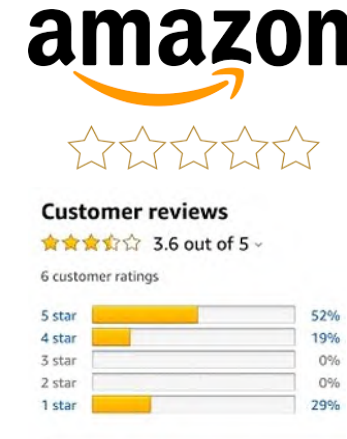 amazon
Customer reviews
3.6 out of 5
6 customer ratings
5 star 52%
4 star 19%
3 star 0%
2 star 0%
1 star 29%